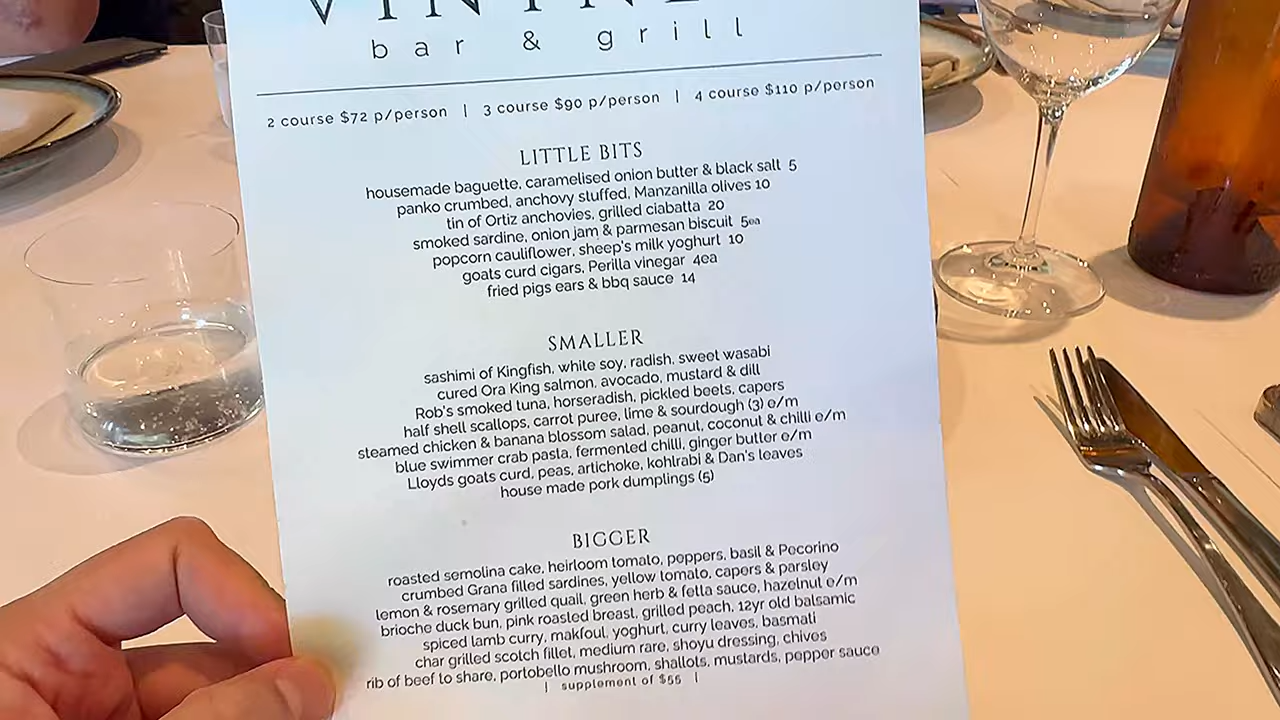 bar & grill
2 course $72 p/person | 3 course $90 p/person | 4 course $110 p/person
LITTLE BITS
housemade baguette, caramelised onion butter & black salt 5
panko crumbed, anchovy stuffed, Manzanilla olives 10
tin of Ortiz anchovies, grilled ciabatta 20
smoked sardine, onion jam & parmesan biscuit 5ea
popcorn cauliflower, sheep's milk yoghurt 10
goats curd cigars, Perilla vinegar 4ea
fried pigs ears & bbq sauce 14
SMALLER
sashimi of Kingfish, white soy, radish, sweet wasabi
cured Ora King salmon, avocado, mustard & dill
Rob's smoked tuna, horseradish, pickled beets, capers
half shell scallops, carrot puree, lime & sourdough (3) e/m
steamed chicken & banana blossom salad, peanut, coconut & chilli e/m
blue swimmer crab pasta, fermented chilli, ginger butter e/m
Lloyds goats curd, peas, artichoke, kohlrabi & Dan's leaves
house made pork dumplings (5)
BIGGER
roasted semolina cake, heirloom tomato, peppers, basil & Pecorino
crumbed Grana filled sardines, yellow tomato, capers & parsley
lemon & rosemary grilled quail, green herb & fetta sauce, hazelnut e/m
brioche duck bun, pink roasted breast, grilled peach, 12yr old balsamic
spiced lamb curry, makfoul, yoghurt, curry leaves, basmati
char grilled scotch fillet, medium rare, shoyu dressing, chives
rib of beef to share, portobello mushroom, shallots, mustards, pepper sauce
| supplement of $55 |